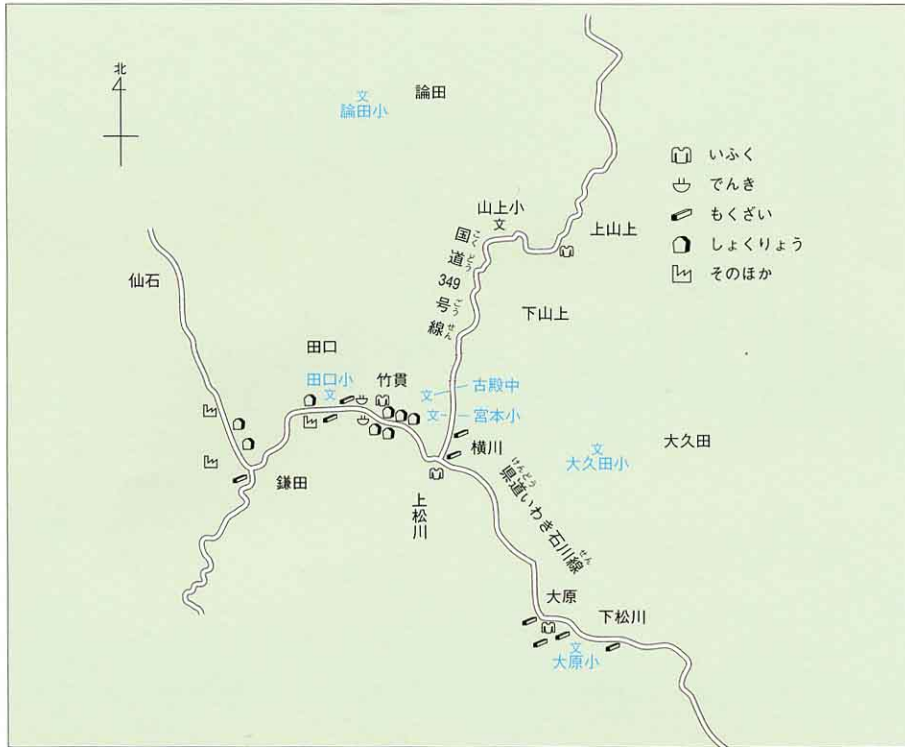 北
文
論田小
論田
いふく
でんき
もくざい
しょくりょう
そのほか
山上小
文
上山上
国道349号線
こくどう ごうせん
仙石
下山上
田口
田口小
文
竹貫
文
古殿中
文
宮本小
横川
文
大久田小
大久田
鎌田
上松川
県道いわき石川線
けんどう せん
大原
下松川
文
大原小